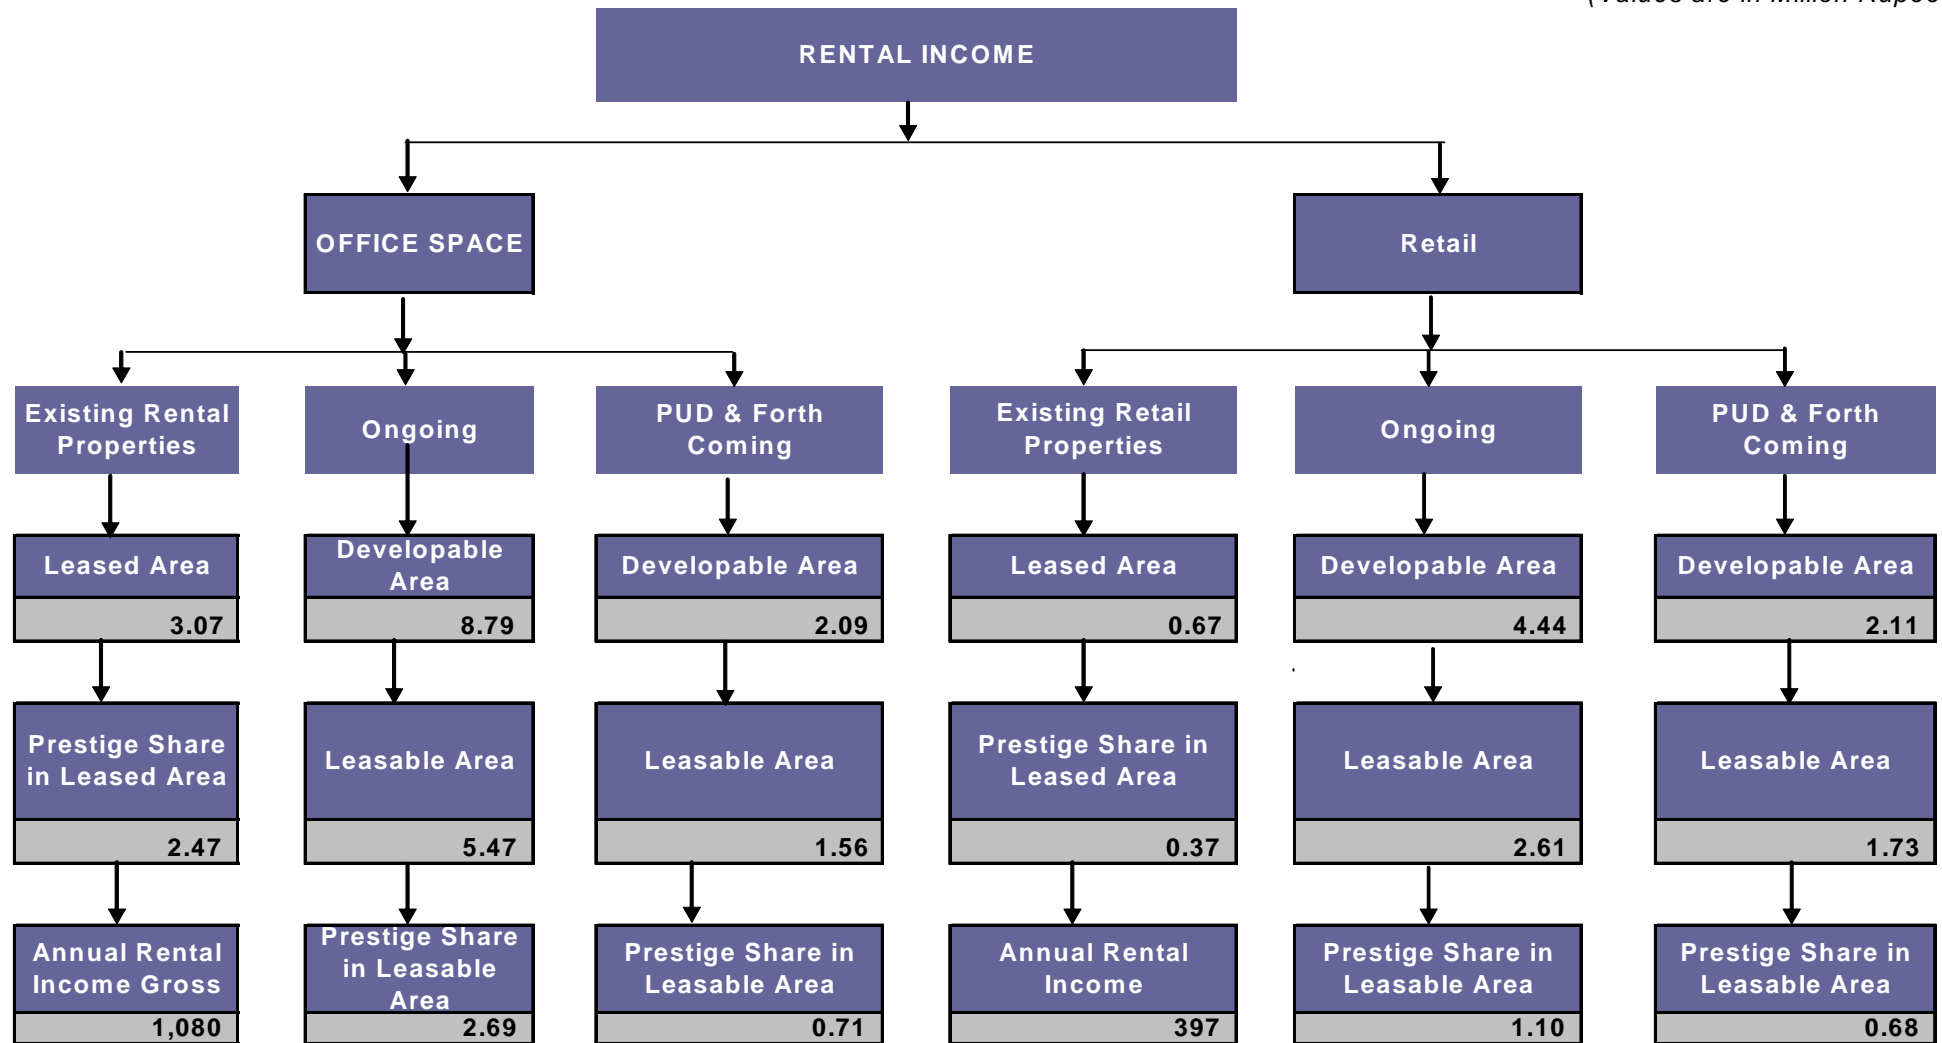 (Values are in Million Rupee
RENTAL INCOME
OFFICE SPACE
Retail
Existing Rental
Properties
Ongoing
PUD & Forth
Coming
Existing Retail
Properties
Ongoing
PUD & Forth
Coming
Leased Area
3.07
Developable
Area
8.79
Developable Area
2.09
Leased Area
0.67
Developable Area
4.44
Developable Area
2.11
Prestige Share
in Leased Area
2.47
Leasable Area
5.47
Leasable Area
1.56
Prestige Share in
Leased Area
0.37
Leasable Area
2.61
Leasable Area
1.73
Annual Rental
Income Gross
1,080
Prestige Share
in Leasable
Area
2.69
Prestige Share in
Leasable Area
0.71
Annual Rental
Income
397
Prestige Share in
Leasable Area
1.10
Prestige Share in
Leasable Area
0.68